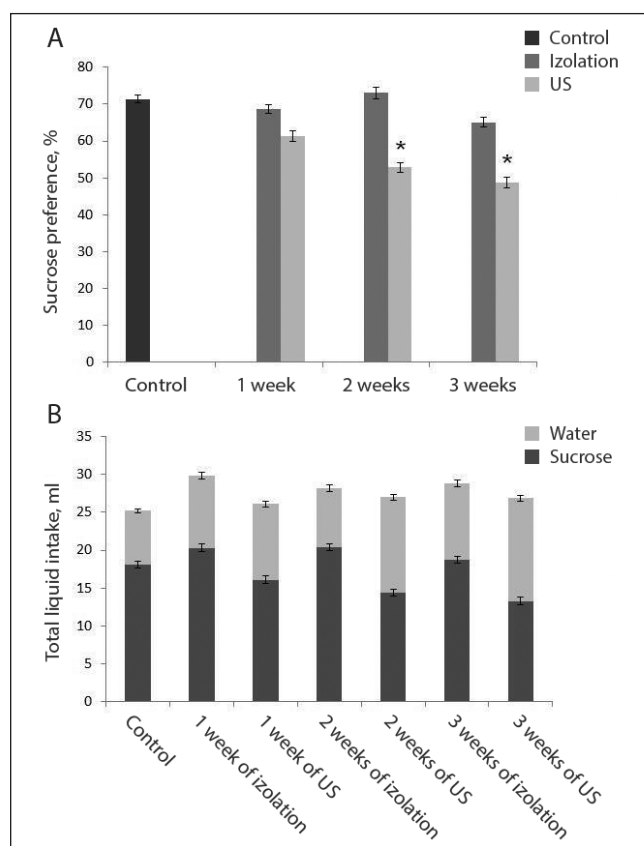 A
Control
Izolation
US
Sucrose preference, %
80
70
60
50
40
30
20
10
0
*
*
Control
1 week
2 weeks
3 weeks
B
Water
Sucrose
Total liquid intake, ml
35
30
25
20
15
10
5
0
Control
1 week of izolation
1 week of US
2 weeks of izolation
2 weeks of US
3 weeks of izolation
3 weeks of US